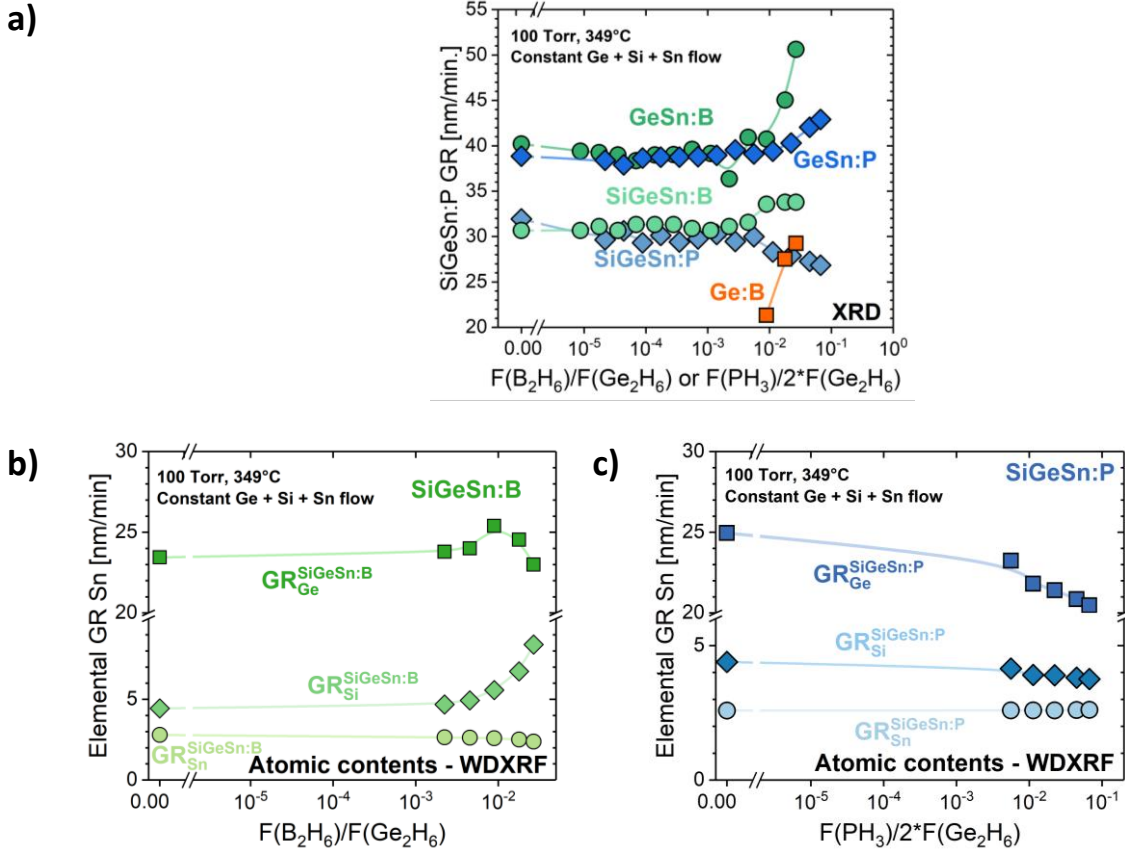 a)
55
50
45
40
35
30
25
20
SiGeSn:P GR [nm/min.]
100 Torr, 349°C
Constant Ge + Si + Sn flow
GeSn:B
GeSn:P
SiGeSn:B
SiGeSn:P
Ge:B
XRD
0.00 10⁻⁵ 10⁻⁴ 10⁻³ 10⁻² 10⁻¹ 10⁰
F(B₂H₆)/F(Ge₂H₆) or F(PH₃)/2*F(Ge₂H₆)
b)
30
25
20
5
0
Elemental GR Sn [nm/min]
100 Torr, 349°C
Constant Ge + Si + Sn flow
SiGeSn:B
GR_Ge^SiGeSn:B
GR_Si^SiGeSn:B
GR_Sn^SiGeSn:B
Atomic contents - WDXRF
0.00 10⁻⁵ 10⁻⁴ 10⁻³ 10⁻²
F(B₂H₆)/F(Ge₂H₆)
c)
30
25
20
5
0
Elemental GR Sn [nm/min]
100 Torr, 349°C
Constant Ge + Si + Sn flow
SiGeSn:P
GR_Ge^SiGeSn:P
GR_Si^SiGeSn:P
GR_Sn^SiGeSn:P
Atomic contents - WDXRF
0.00 10⁻⁵ 10⁻⁴ 10⁻³ 10⁻² 10⁻¹
F(PH₃)/2*F(Ge₂H₆)